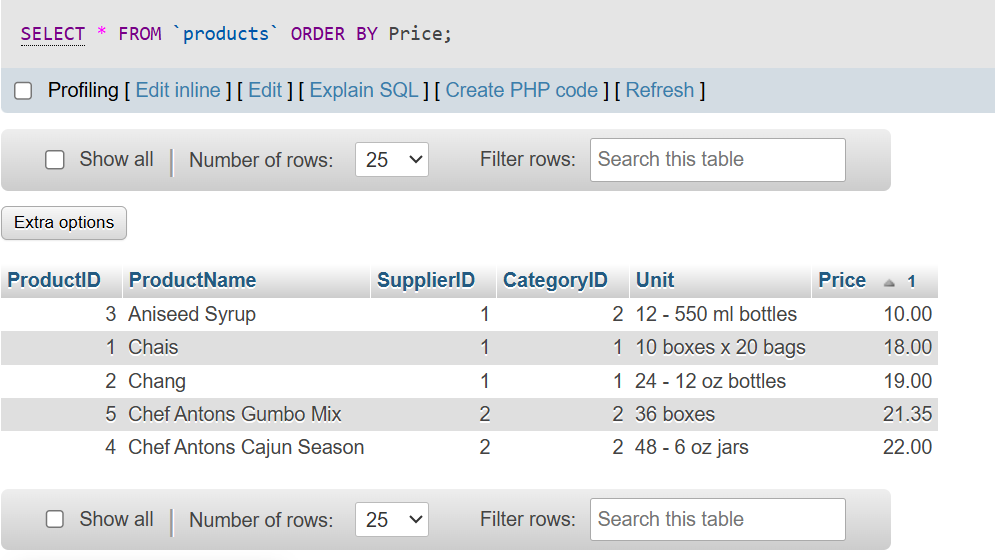 SELECT * FROM `products` ORDER BY Price;
Profiling [ Edit inline ] [ Edit ] [ Explain SQL ] [ Create PHP code ] [ Refresh ]
Show all Number of rows: 25 Filter rows: Search this table
Extra options
ProductID ProductName SupplierID CategoryID Unit Price 1
3 Aniseed Syrup 1 2 12 - 550 ml bottles 10.00
1 Chais 1 1 10 boxes x 20 bags 18.00
2 Chang 1 1 24 - 12 oz bottles 19.00
5 Chef Antons Gumbo Mix 2 2 36 boxes 21.35
4 Chef Antons Cajun Season 2 2 48 - 6 oz jars 22.00
Show all Number of rows: 25 Filter rows: Search this table